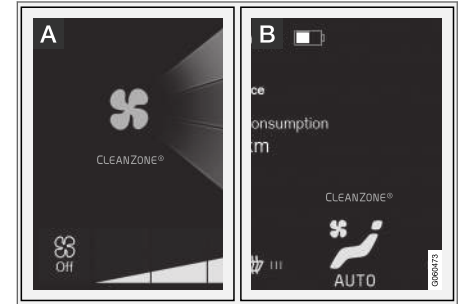 A
CLEANZONE®
Off
B
ce
onsumption
km
CLEANZONE®
AUTO
G060473